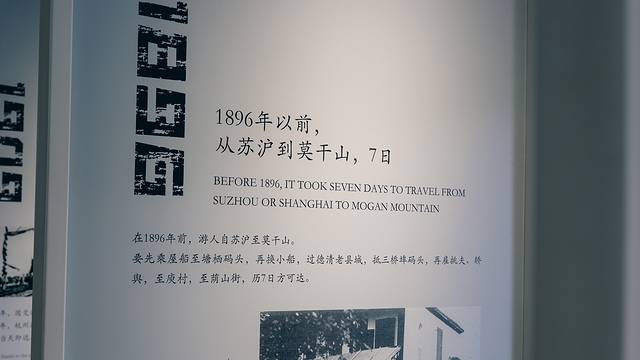 1896
1896年以前，
从苏沪到莫干山，7日
BEFORE 1896, IT TOOK SEVEN DAYS TO TRAVEL FROM
SUZHOU OR SHANGHAI TO MOGAN MOUNTAIN
在1896年前，游人自苏沪至莫干山。
要先乘屋船至塘栖码头，再换小船，过德清老县城，抵三桥埠码头，再雇挑夫、轿
舆，至庾村，至荫山街，历7日方可达。